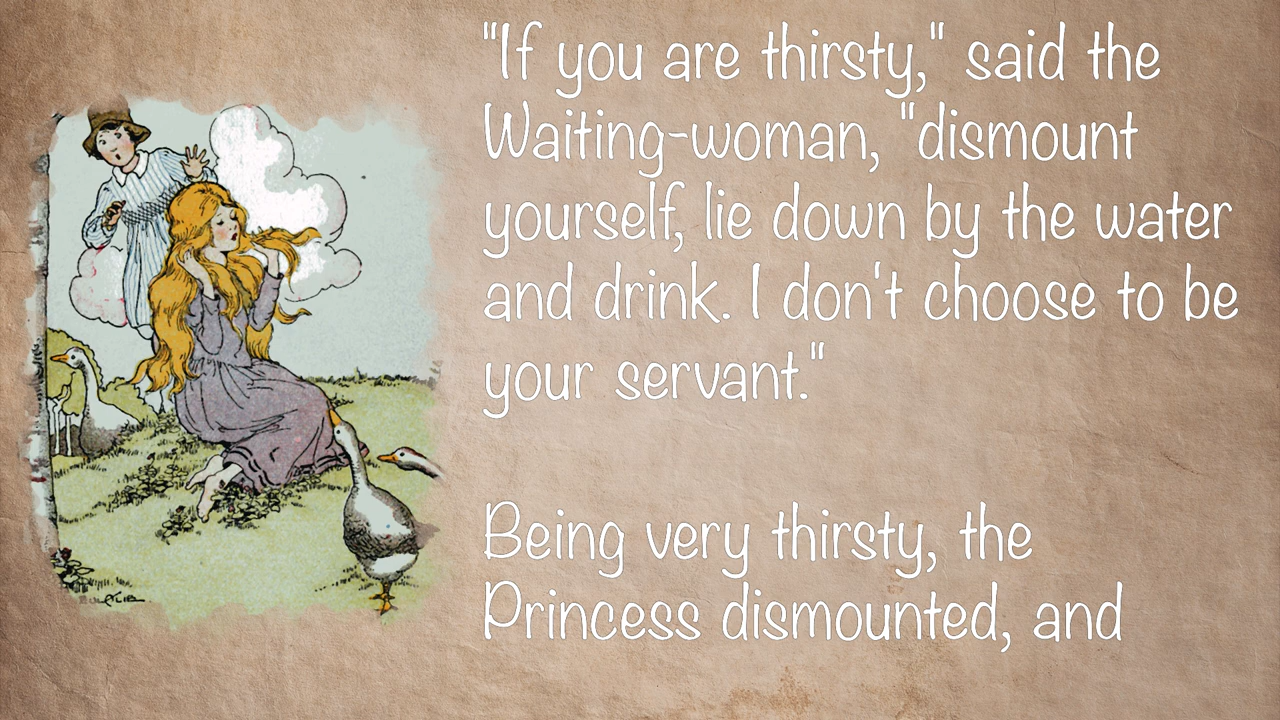 "If you are thirsty," said the
Waiting-woman, "dismount
yourself, lie down by the water
and drink. I don't choose to be
your servant."
Being very thirsty, the
Princess dismounted, and